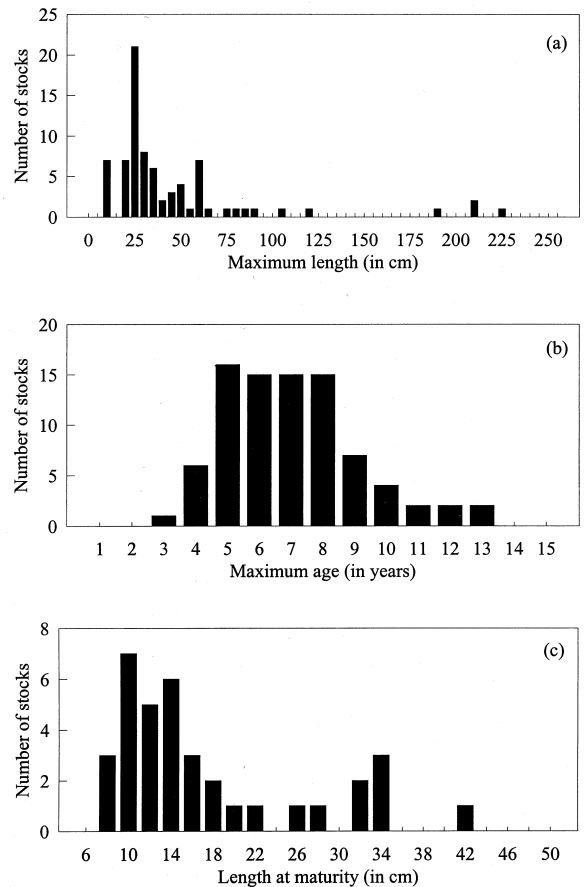 25
20
15
10
5
0
Number of stocks
(a)
0 25 50 75 100 125 150 175 200 225 250
Maximum length (in cm)
20
15
10
5
0
Number of stocks
(b)
1 2 3 4 5 6 7 8 9 10 11 12 13 14 15
Maximum age (in years)
8
6
4
2
0
Number of stocks
(c)
6 10 14 18 22 26 30 34 38 42 46 50
Length at maturity (in cm)